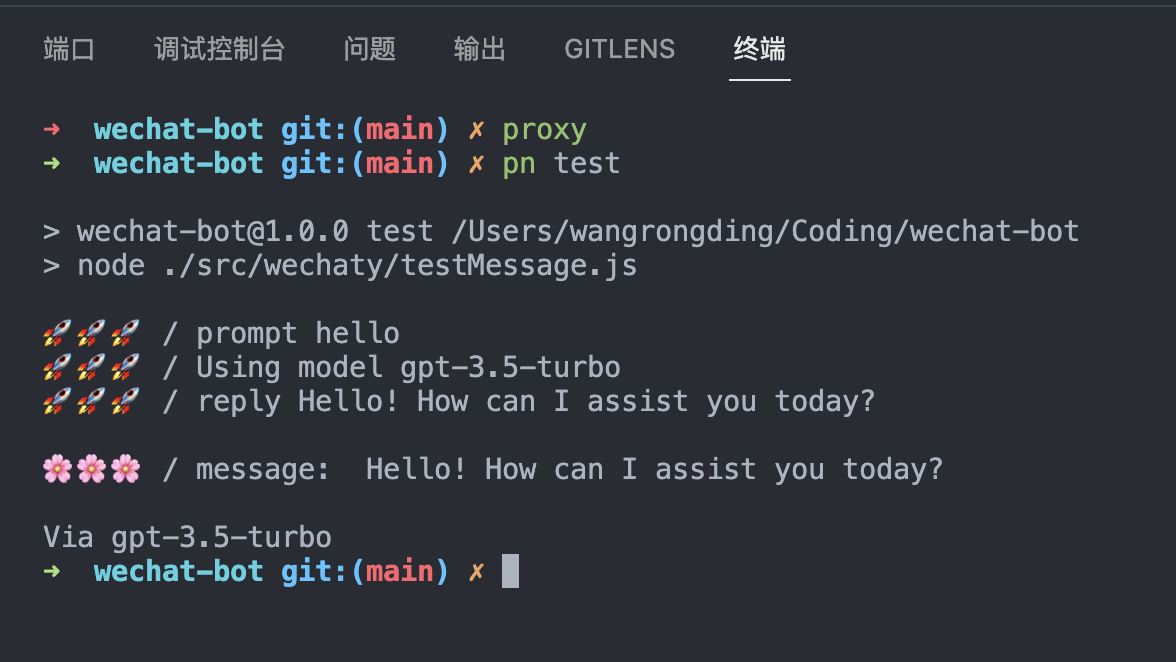 端口 调试控制台 问题 输出 GITLENS 终端
➜ wechat-bot git:(main) ✗ proxy
➜ wechat-bot git:(main) ✗ pn test
> wechat-bot@1.0.0 test /Users/wangrongding/Coding/wechat-bot
> node ./src/wechaty/testMessage.js
🚀🚀🚀 / prompt hello
🚀🚀🚀 / Using model gpt-3.5-turbo
🚀🚀🚀 / reply Hello! How can I assist you today?
🌸🌸🌸 / message:  Hello! How can I assist you today?
Via gpt-3.5-turbo
➜ wechat-bot git:(main) ✗